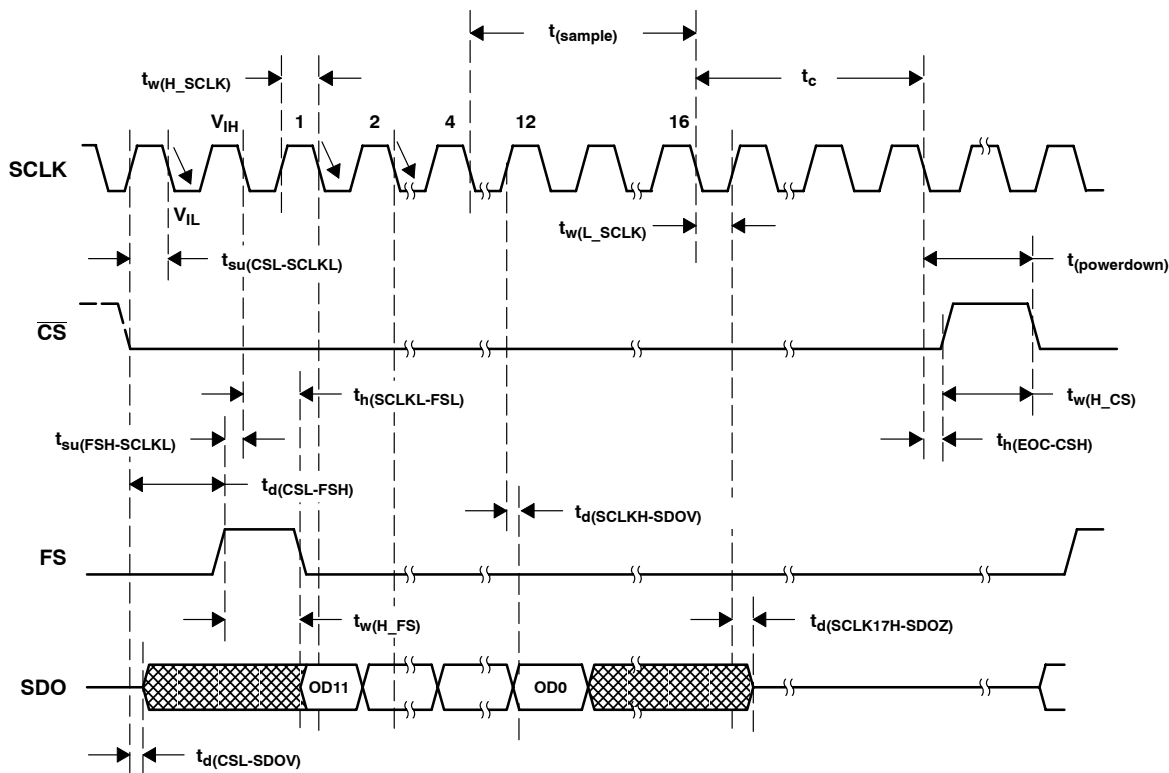 t(sample)
tw(H_SCLK)
tc
VIH 1 2 4 12 16
SCLK
VIL
tw(L_SCLK)
tsu(CSL-SCLKL)
t(powerdown)
CS
th(SCLKL-FSL)
tw(H_CS)
tsu(FSH-SCLKL)
th(EOC-CSH)
td(CSL-FSH)
td(SCLKH-SDOV)
FS
tw(H_FS)
td(SCLK17H-SDOZ)
SDO OD11 OD0
td(CSL-SDOV)